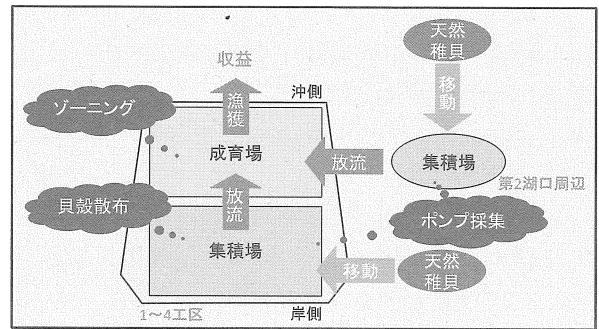 天然
稚貝
収益
移動
沖側
ゾーニング
漁獲
成育場
放流
集積場
第2湖口周辺
貝殻散布
放流
ポンプ採集
集積場
移動
天然
稚貝
1~4工区
岸側